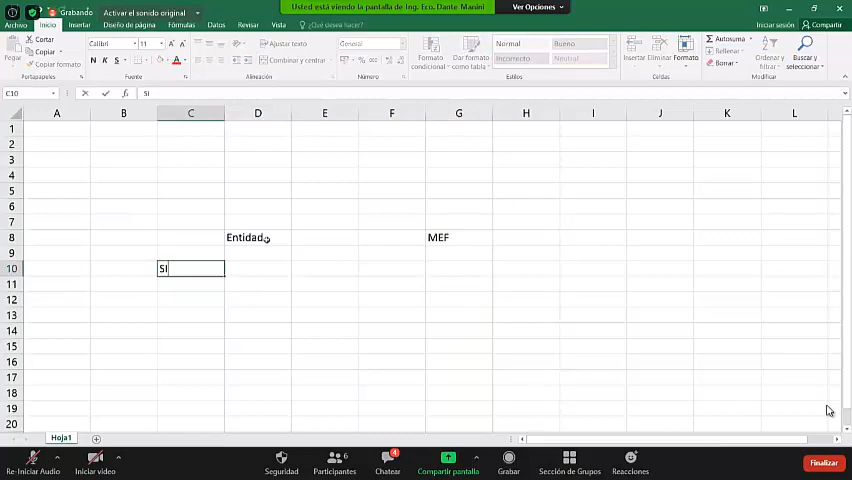 Grabando
Activar el sonido original
Usted está viendo la pantalla de Ing. Eco. Dante Manini
Ver Opciones
Archivo Inicio Insertar Diseño de página Fórmulas Datos Revisar Vista ¿Qué desea hacer?
Iniciar sesión Compartir
Cortar
Copiar
Copiar formato
Pegar
Portapapeles
Calibri 11
N K S
Fuente
Ajustar texto
Combinar y centrar
Alineación
Número
Formato condicional
Dar formato como tabla
Normal Bueno
Incorrecto Neutral
Estilos
Insertar Eliminar Formato
Celdas
Autosuma
Rellenar
Borrar
Ordenar y filtrar
Buscar y seleccionar
Modificar
C10 fx SI
A B C D E F G H I J K L
1
2
3
4
5
6
7
8 Entidad MEF
9
10 SI
11
12
13
14
15
16
17
18
19
20
Hoja1
Re-Iniciar Audio Iniciar video Seguridad Participantes 6 Chatear 4 Compartir pantalla Grabar Sección de Grupos Reacciones Finalizar